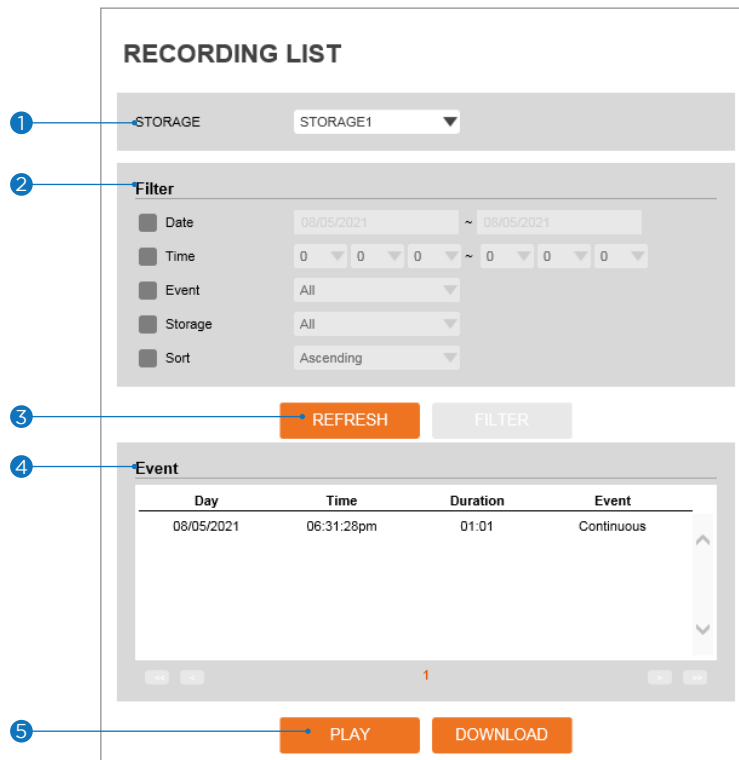 RECORDING LIST
1 STORAGE STORAGE1
2 Filter
Date 08/05/2021 ~ 08/05/2021
Time 0 0 0 ~ 0 0 0
Event All
Storage All
Sort Ascending
3 REFRESH FILTER
4 Event
Day Time Duration Event
08/05/2021 06:31:28pm 01:01 Continuous
<< < 1 > >>
5 PLAY DOWNLOAD